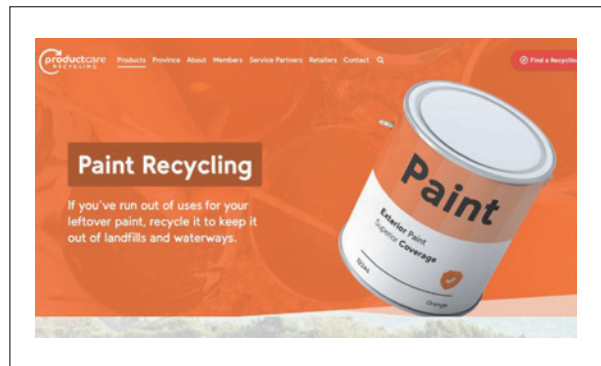 productcare
RECYCLING
Products Province About Members Service Partners Retailers Contact
Find a Recyclin
Paint Recycling
If you've run out of uses for your
leftover paint, recycle it to keep it
out of landfills and waterways.
Paint
Exterior Paint
Superior Coverage
12345
Orange